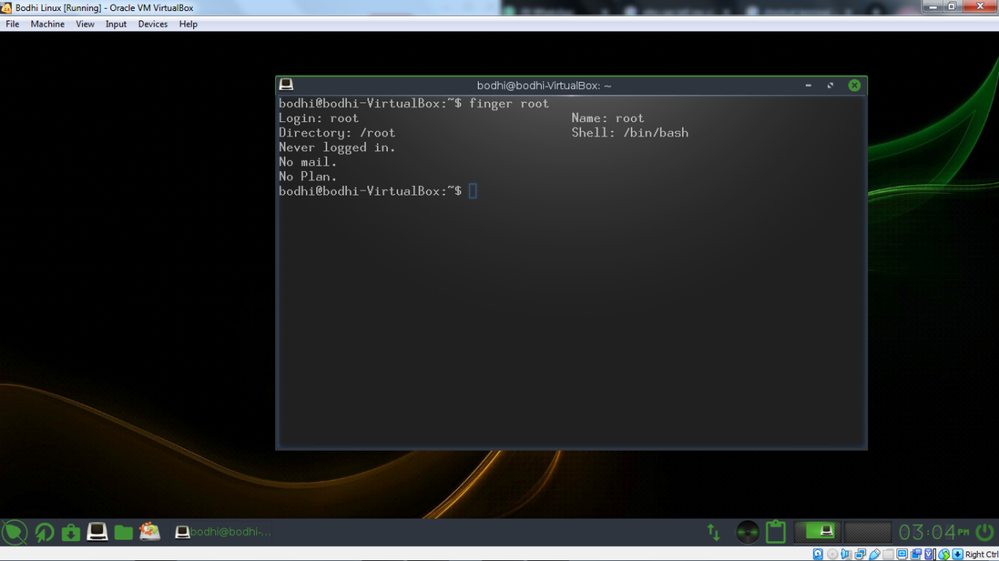 Bodhi Linux [Running] - Oracle VM VirtualBox
File Machine View Input Devices Help
bodhi@bodhi-VirtualBox: ~
bodhi@bodhi-VirtualBox:~$ finger root
Login: root Name: root
Directory: /root Shell: /bin/bash
Never logged in.
No mail.
No Plan.
bodhi@bodhi-VirtualBox:~$
bodhi@bodhi-...
03:04PM
Right Ctrl